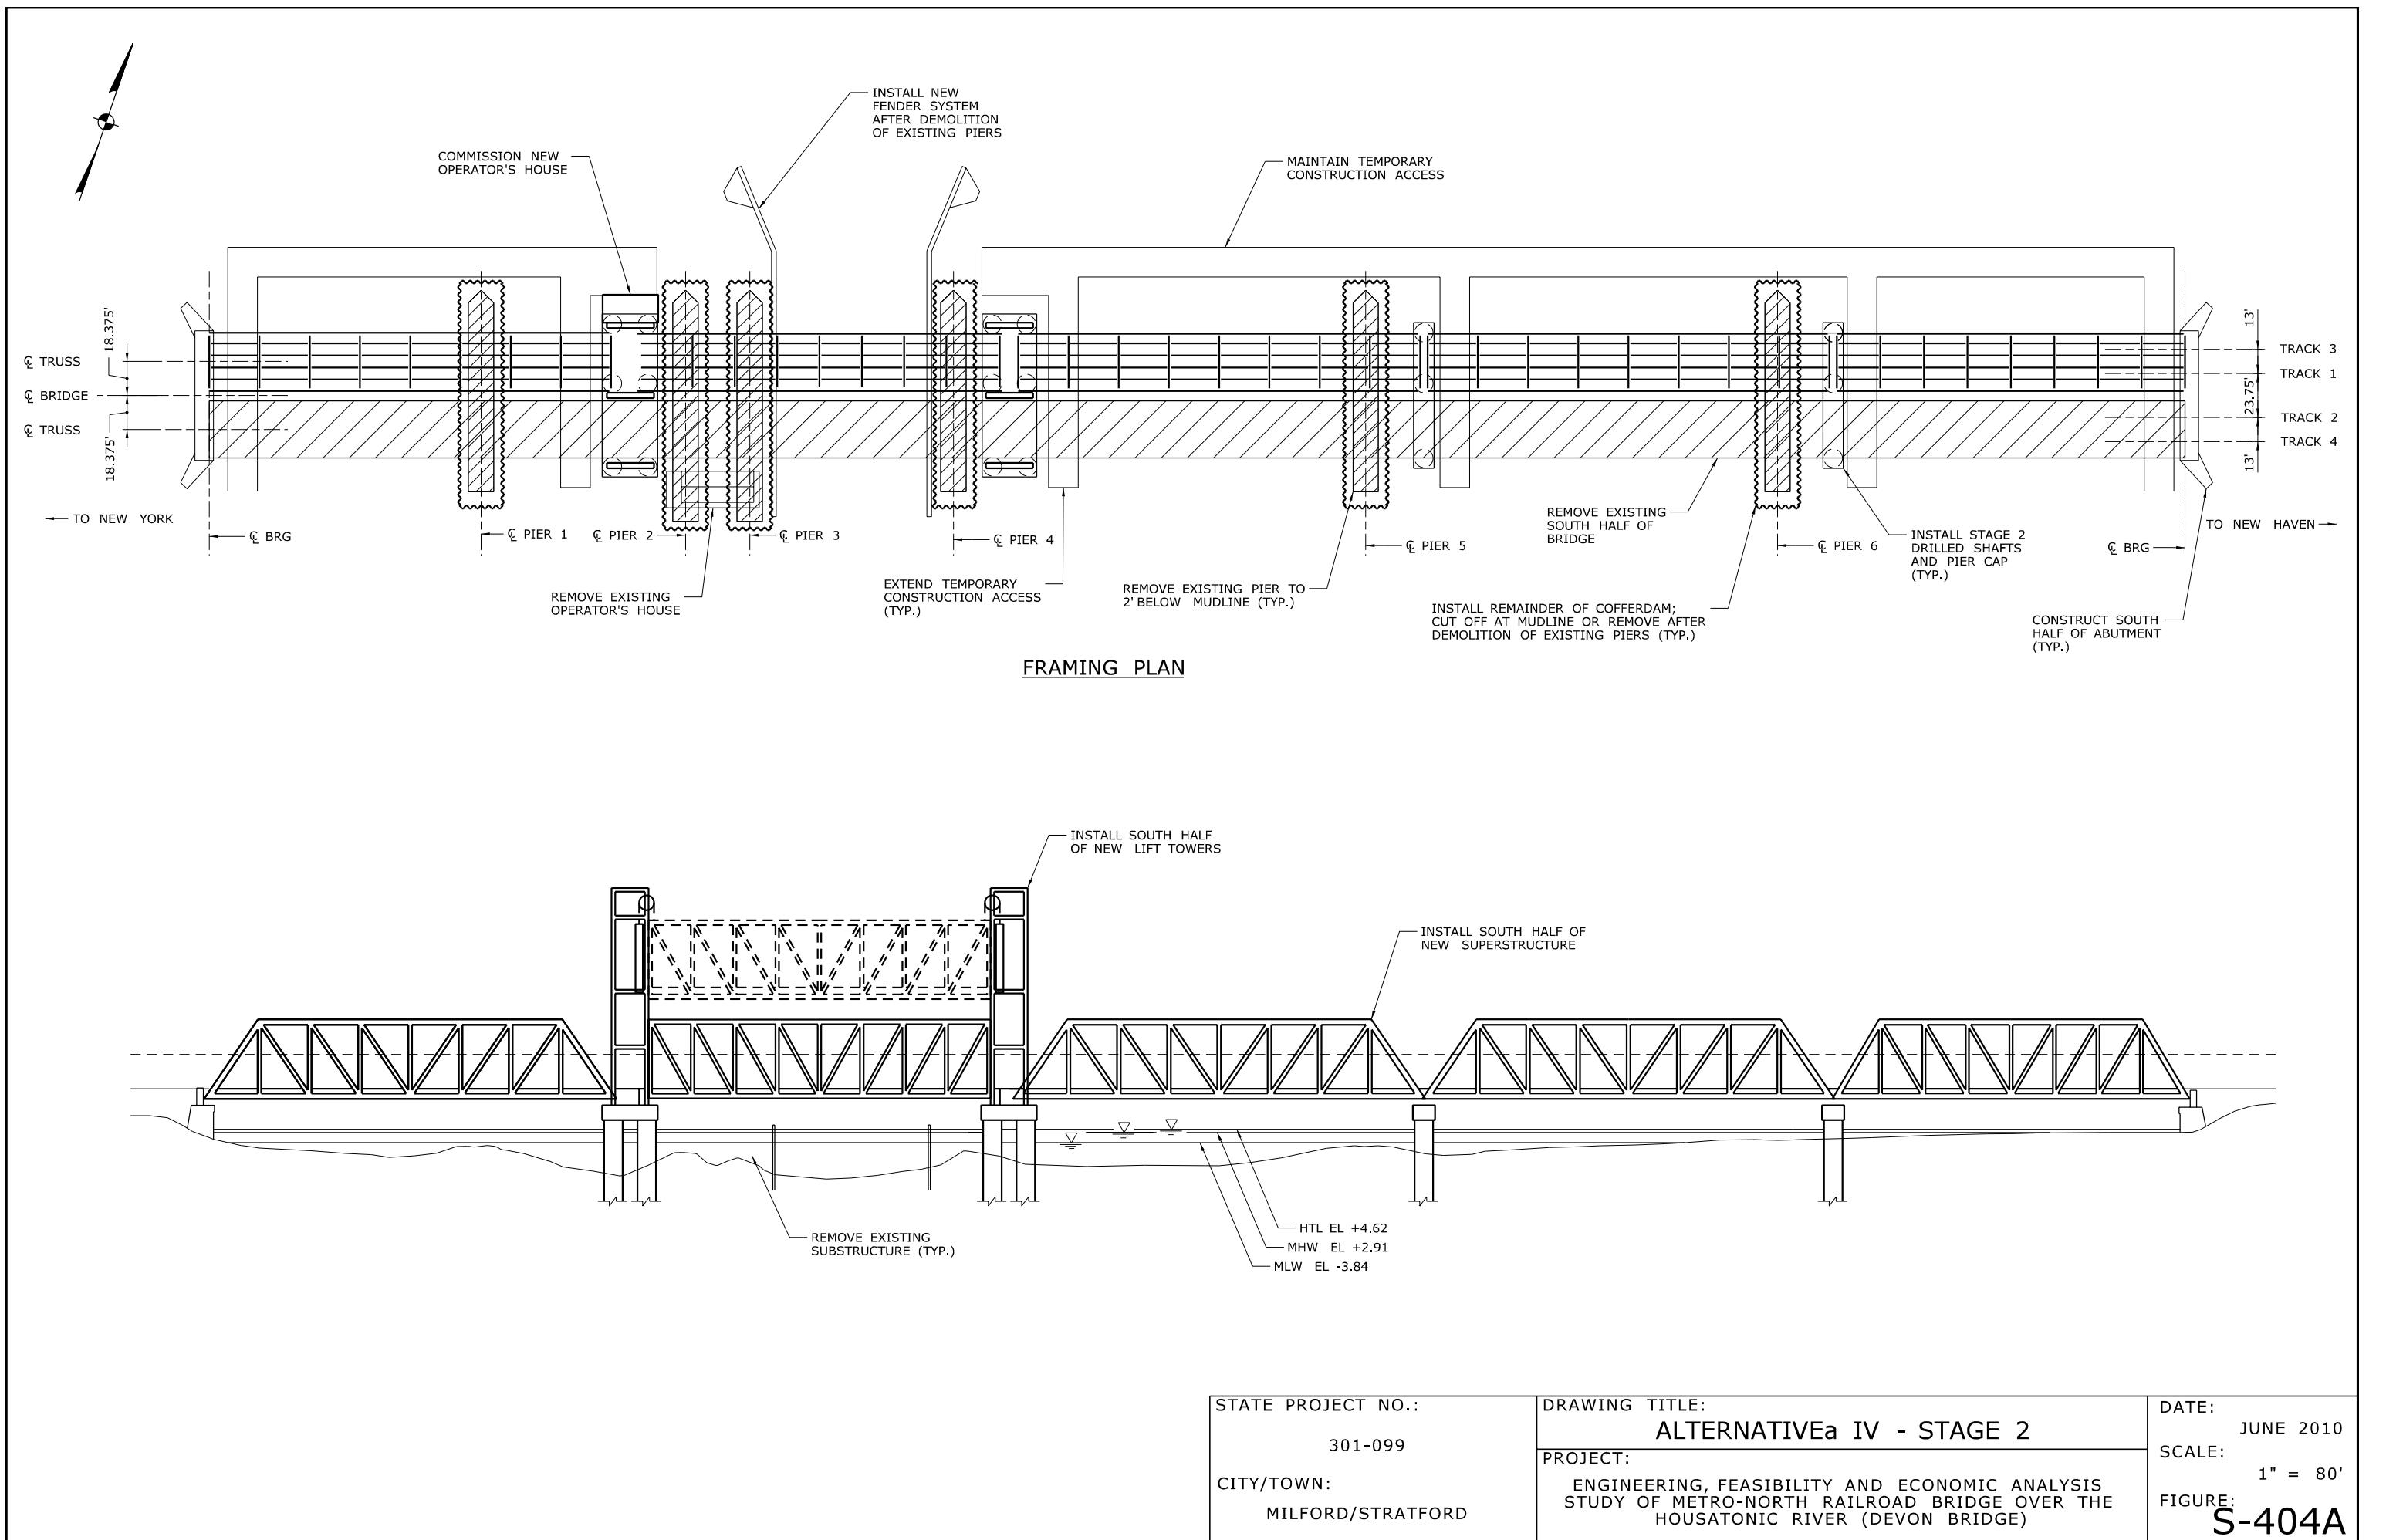 INSTALL NEW
FENDER SYSTEM
AFTER DEMOLITION
OF EXISTING PIERS
COMMISSION NEW
OPERATOR'S HOUSE
MAINTAIN TEMPORARY
CONSTRUCTION ACCESS
18.375'
18.375'
℄ TRUSS
℄ BRIDGE
℄ TRUSS
13'
23.75'
13'
TRACK 3
TRACK 1
TRACK 2
TRACK 4
TO NEW YORK
℄ BRG
℄ PIER 1
℄ PIER 2
℄ PIER 3
℄ PIER 4
℄ PIER 5
℄ PIER 6
℄ BRG
TO NEW HAVEN
REMOVE EXISTING
OPERATOR'S HOUSE
EXTEND TEMPORARY
CONSTRUCTION ACCESS
(TYP.)
REMOVE EXISTING PIER TO
2' BELOW MUDLINE (TYP.)
REMOVE EXISTING
SOUTH HALF OF
BRIDGE
INSTALL REMAINDER OF COFFERDAM;
CUT OFF AT MUDLINE OR REMOVE AFTER
DEMOLITION OF EXISTING PIERS (TYP.)
INSTALL STAGE 2
DRILLED SHAFTS
AND PIER CAP
(TYP.)
CONSTRUCT SOUTH
HALF OF ABUTMENT
(TYP.)
FRAMING PLAN
INSTALL SOUTH HALF
OF NEW LIFT TOWERS
INSTALL SOUTH HALF OF
NEW SUPERSTRUCTURE
REMOVE EXISTING
SUBSTRUCTURE (TYP.)
HTL EL +4.62
MHW EL +2.91
MLW EL -3.84
STATE PROJECT NO.:
301-099
CITY/TOWN:
MILFORD/STRATFORD
DRAWING TITLE:
ALTERNATIVEa IV - STAGE 2
PROJECT:
ENGINEERING, FEASIBILITY AND ECONOMIC ANALYSIS
STUDY OF METRO-NORTH RAILROAD BRIDGE OVER THE
HOUSATONIC RIVER (DEVON BRIDGE)
DATE:
JUNE 2010
SCALE:
1" = 80'
FIGURE:
S-404A